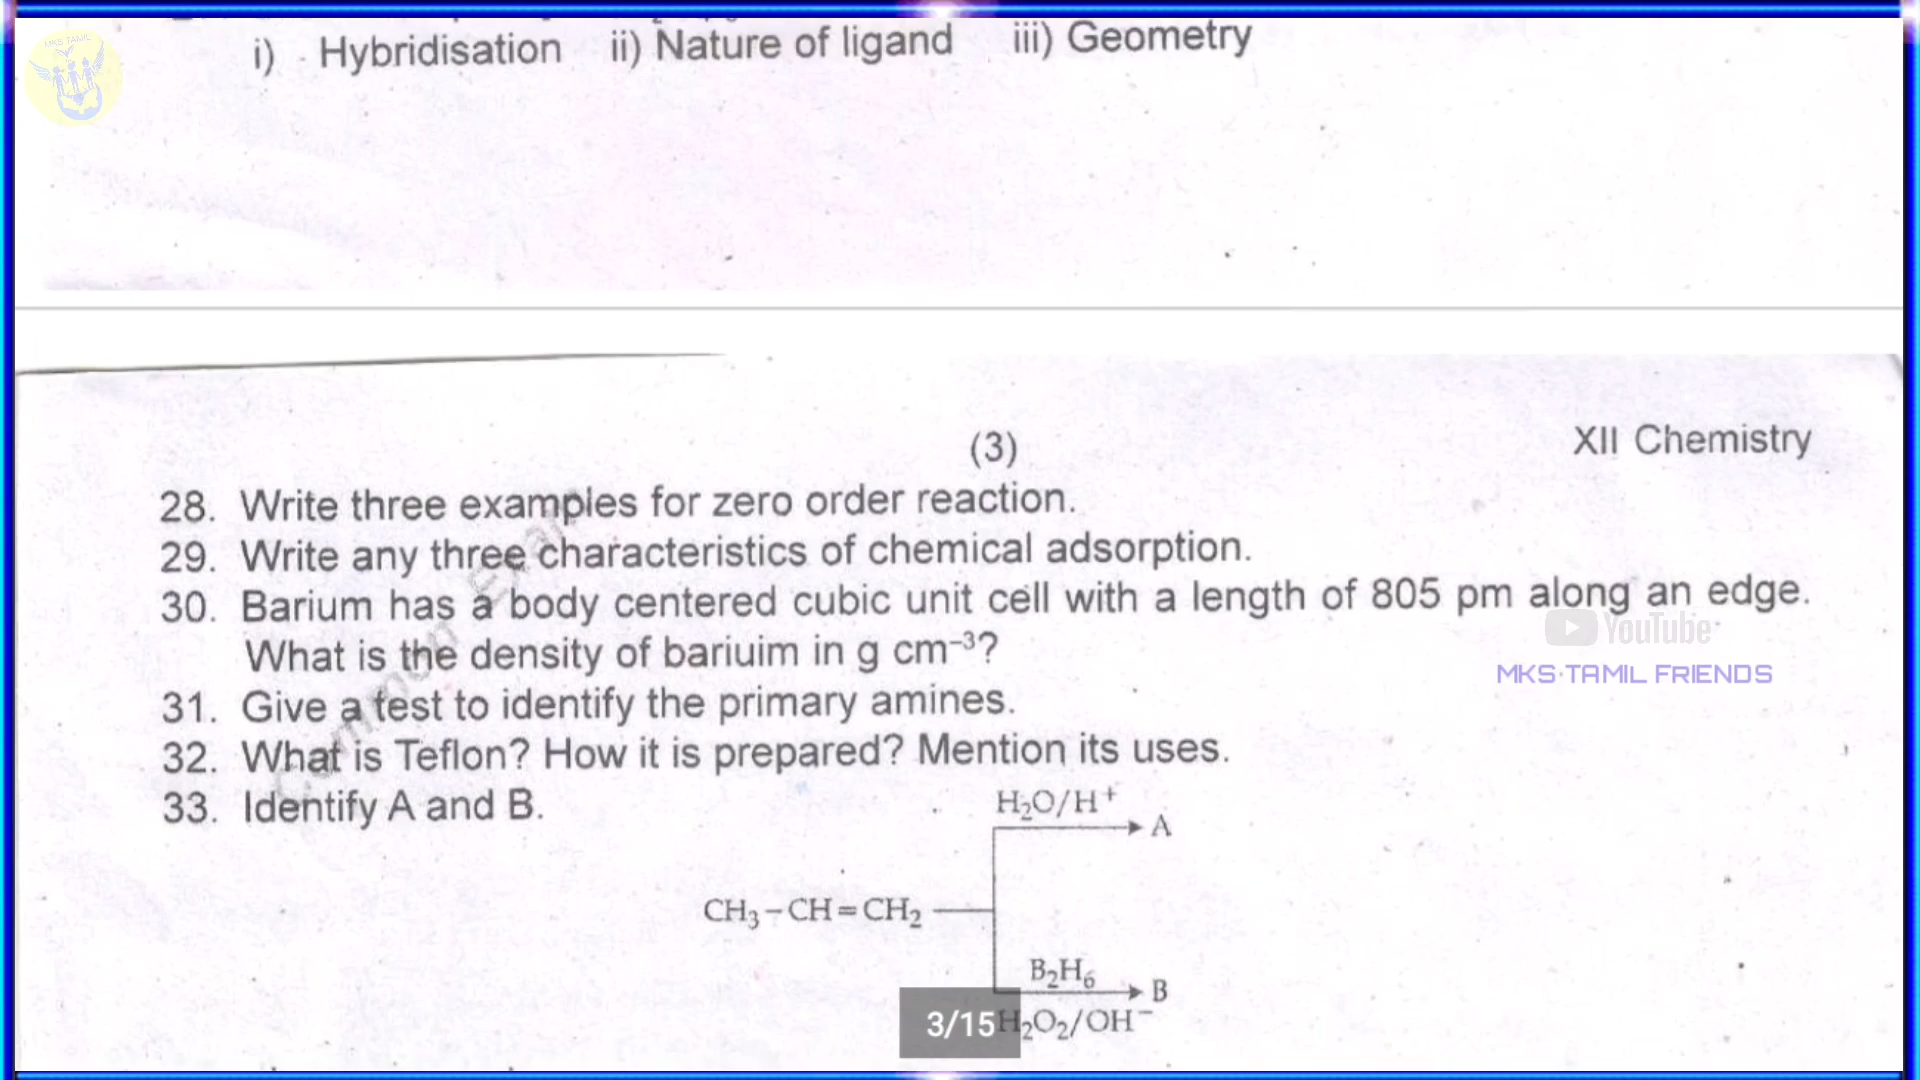 MKS TAMIL
i) Hybridisation ii) Nature of ligand iii) Geometry
(3)
XII Chemistry
28. Write three examples for zero order reaction.
29. Write any three characteristics of chemical adsorption.
30. Barium has a body centered cubic unit cell with a length of 805 pm along an edge.
What is the density of bariuim in g cm⁻³?
YouTube
MKS TAMIL FRIENDS
31. Give a test to identify the primary amines.
32. What is Teflon? How it is prepared? Mention its uses.
33. Identify A and B.
H₂O/H⁺
A
CH₃–CH=CH₂
B₂H₆
B
3/15
H₂O₂/OH⁻